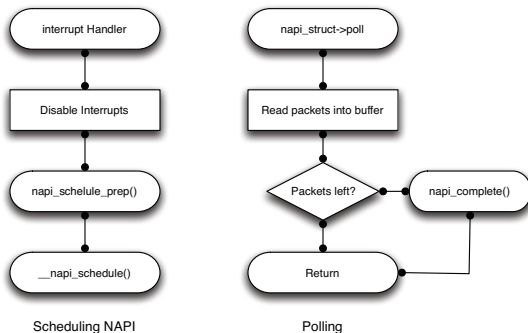 interrupt Handler
Disable Interrupts
napi_schelule_prep()
__napi_schedule()
Scheduling NAPI
napi_struct->poll
Read packets into buffer
Packets left?
napi_complete()
Return
Polling